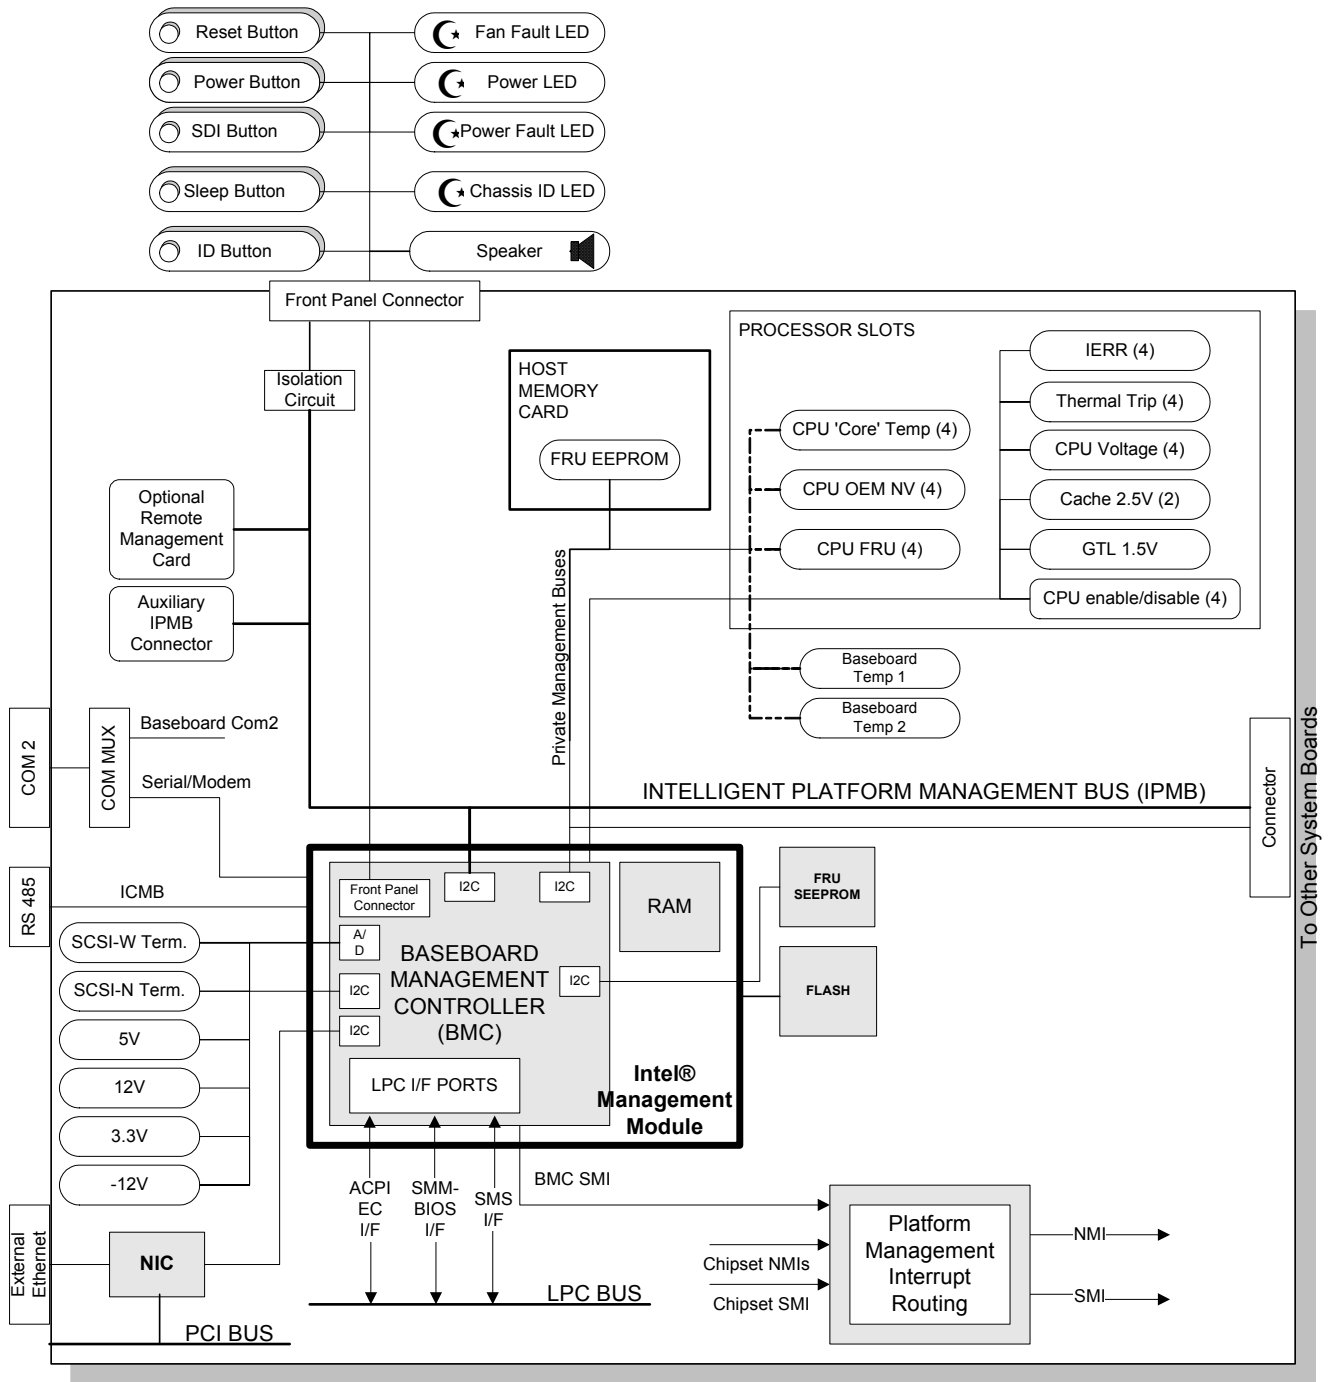 Reset Button
Fan Fault LED
Power Button
Power LED
SDI Button
Power Fault LED
Sleep Button
Chassis ID LED
ID Button
Speaker
Front Panel Connector
Isolation
Circuit
HOST
MEMORY
CARD
FRU EEPROM
PROCESSOR SLOTS
IERR (4)
Thermal Trip (4)
CPU 'Core' Temp (4)
CPU Voltage (4)
CPU OEM NV (4)
Cache 2.5V (2)
CPU FRU (4)
GTL 1.5V
CPU enable/disable (4)
Optional
Remote
Management
Card
Auxiliary
IPMB
Connector
Private Management Buses
Baseboard
Temp 1
Baseboard
Temp 2
COM 2
COM MUX
Baseboard Com2
Serial/Modem
INTELLIGENT PLATFORM MANAGEMENT BUS (IPMB)
Connector
To Other System Boards
RS 485
ICMB
Front Panel
Connector
I2C
I2C
RAM
FRU
SEEPROM
SCSI-W Term.
A/
D
BASEBOARD
MANAGEMENT
CONTROLLER
(BMC)
I2C
FLASH
SCSI-N Term.
I2C
I2C
5V
12V
3.3V
-12V
LPC I/F PORTS
Intel®
Management
Module
ACPI
EC
I/F
SMM-
BIOS
I/F
SMS
I/F
BMC SMI
External
Ethernet
NIC
PCI BUS
LPC BUS
Chipset NMIs
Chipset SMI
Platform
Management
Interrupt
Routing
NMI
SMI